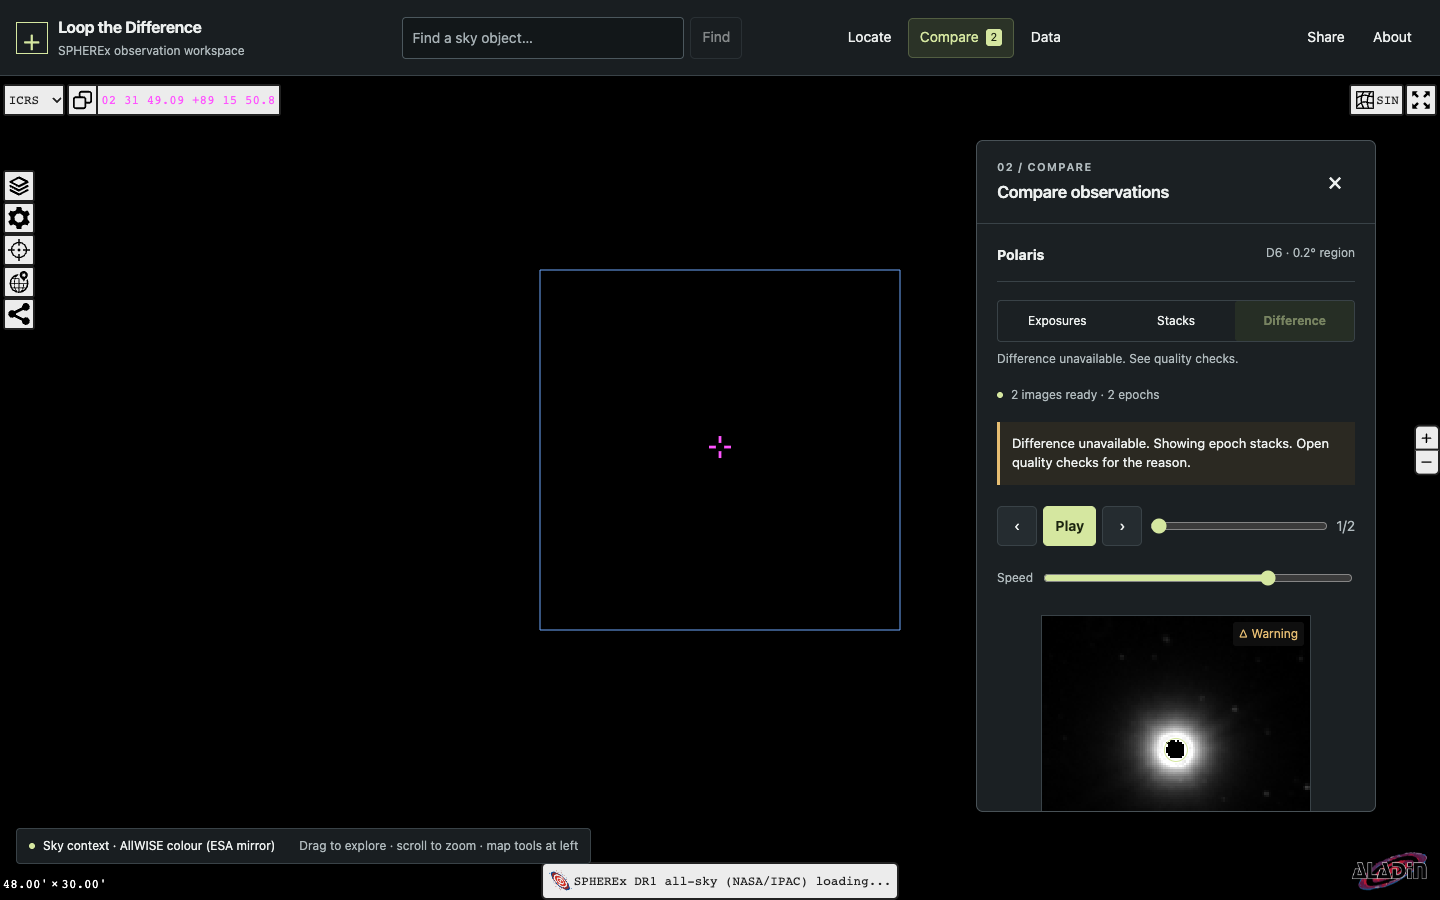 Loop the Difference
SPHEREx observation workspace
Find a sky object...
Find
Locate
Compare 2
Data
Share
About
ICRS
02 31 49.09 +89 15 50.8
SIN
02 / COMPARE
Compare observations
Polaris
D6 · 0.2° region
Exposures
Stacks
Difference
Difference unavailable. See quality checks.
2 images ready · 2 epochs
Difference unavailable. Showing epoch stacks. Open
quality checks for the reason.
Play
1/2
Speed
Δ Warning
Sky context · AllWISE colour (ESA mirror)
Drag to explore · scroll to zoom · map tools at left
48.00' × 30.00'
SPHEREx DR1 all-sky (NASA/IPAC) loading...
ALADIN